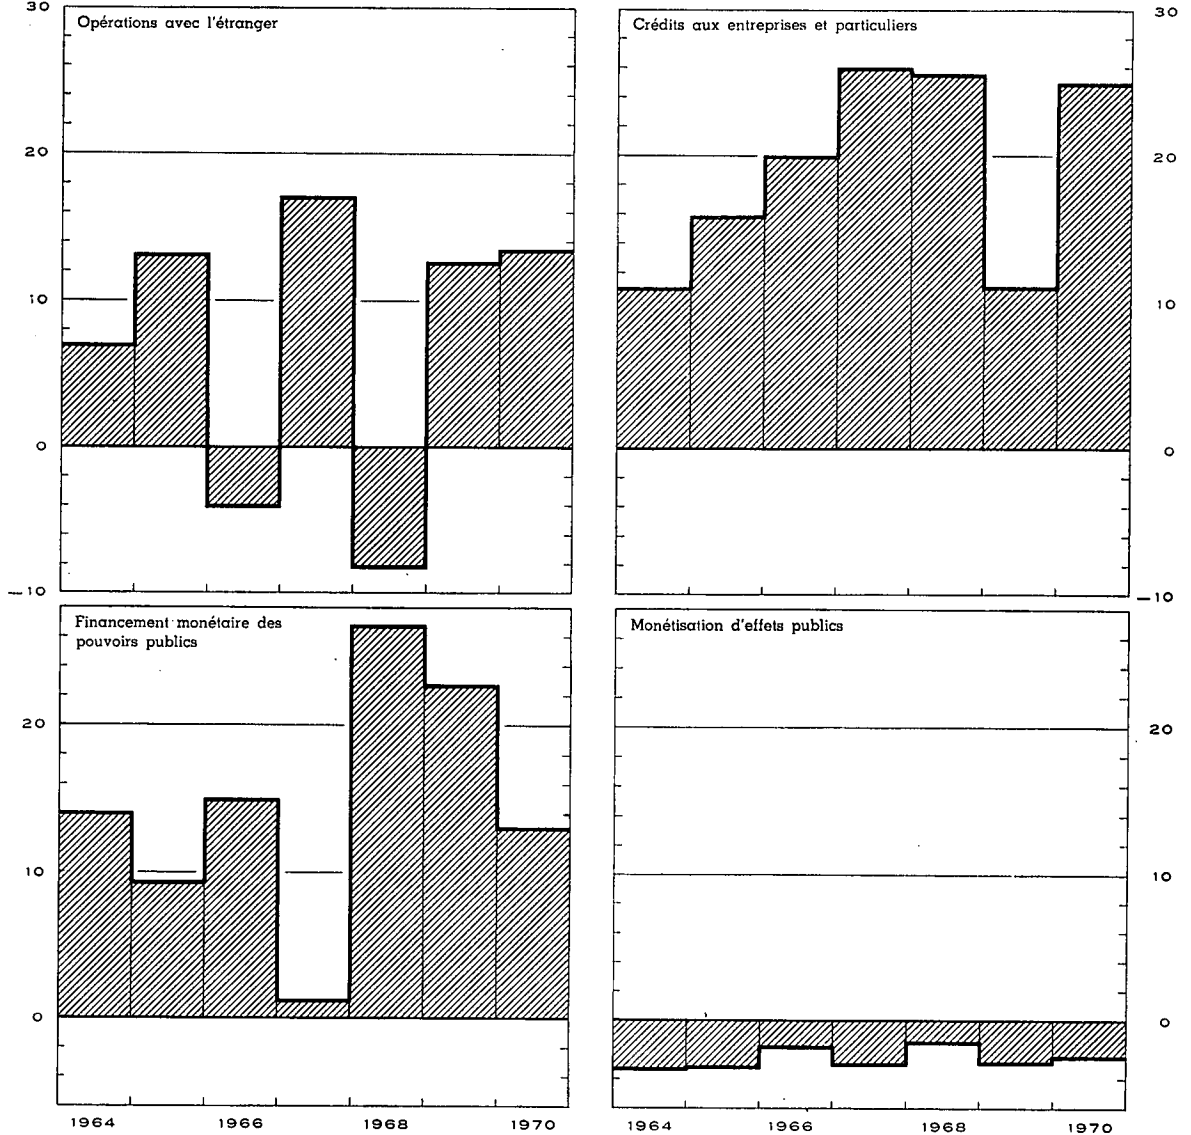 30
Opérations avec l'étranger
20
10
0
—10
Crédits aux entreprises et particuliers
30
20
10
0
—10
Financement monétaire des
pouvoirs publics
20
10
0
1964 1966 1968 1970
Monétisation d'effets publics
20
10
0
1964 1966 1968 1970